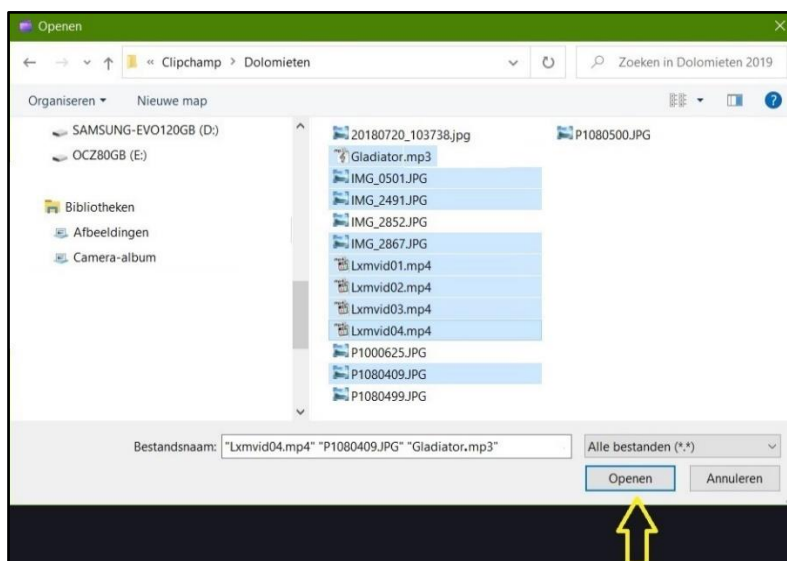 Openen
« Clipchamp > Dolomieten
Zoeken in Dolomieten 2019
Organiseren
Nieuwe map
SAMSUNG-EVO120GB (D:)
OCZ80GB (E:)
Bibliotheken
Afbeeldingen
Camera-album
20180720_103738.jpg
Gladiator.mp3
IMG_0501.JPG
IMG_2491.JPG
IMG_2852.JPG
IMG_2867.JPG
Lxmvid01.mp4
Lxmvid02.mp4
Lxmvid03.mp4
Lxmvid04.mp4
P1000625.JPG
P1080409.JPG
P1080499.JPG
P1080500.JPG
Bestandsnaam: "Lxmvid04.mp4" "P1080409.JPG" "Gladiator.mp3"
Alle bestanden (*.*)
Openen
Annuleren